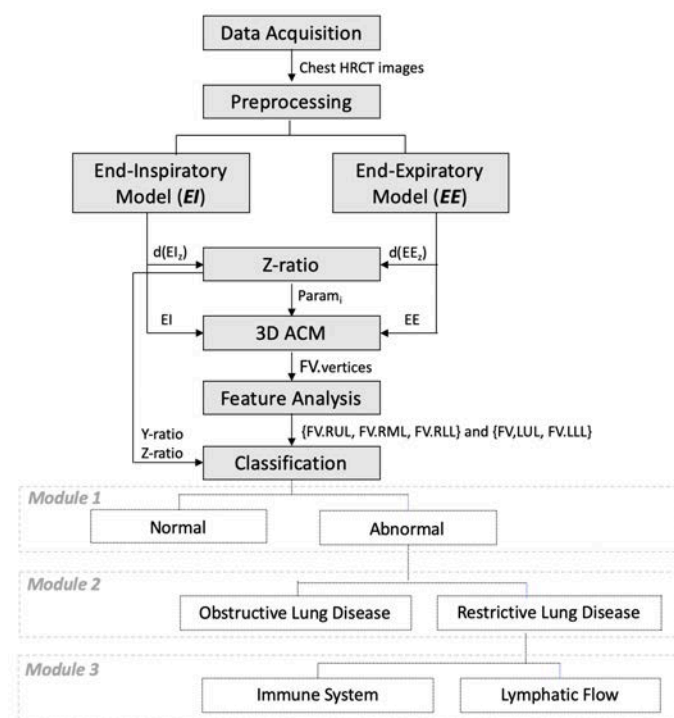 Data Acquisition
Chest HRCT images
Preprocessing
End-Inspiratory
Model (EI)
End-Expiratory
Model (EE)
d(EIz)
d(EEz)
Z-ratio
Parami
EI
EE
3D ACM
FV.vertices
Feature Analysis
{FV.RUL, FV.RML, FV.RLL} and {FV,LUL, FV.LLL}
Y-ratio
Z-ratio
Classification
Module 1
Normal
Abnormal
Module 2
Obstructive Lung Disease
Restrictive Lung Disease
Module 3
Immune System
Lymphatic Flow